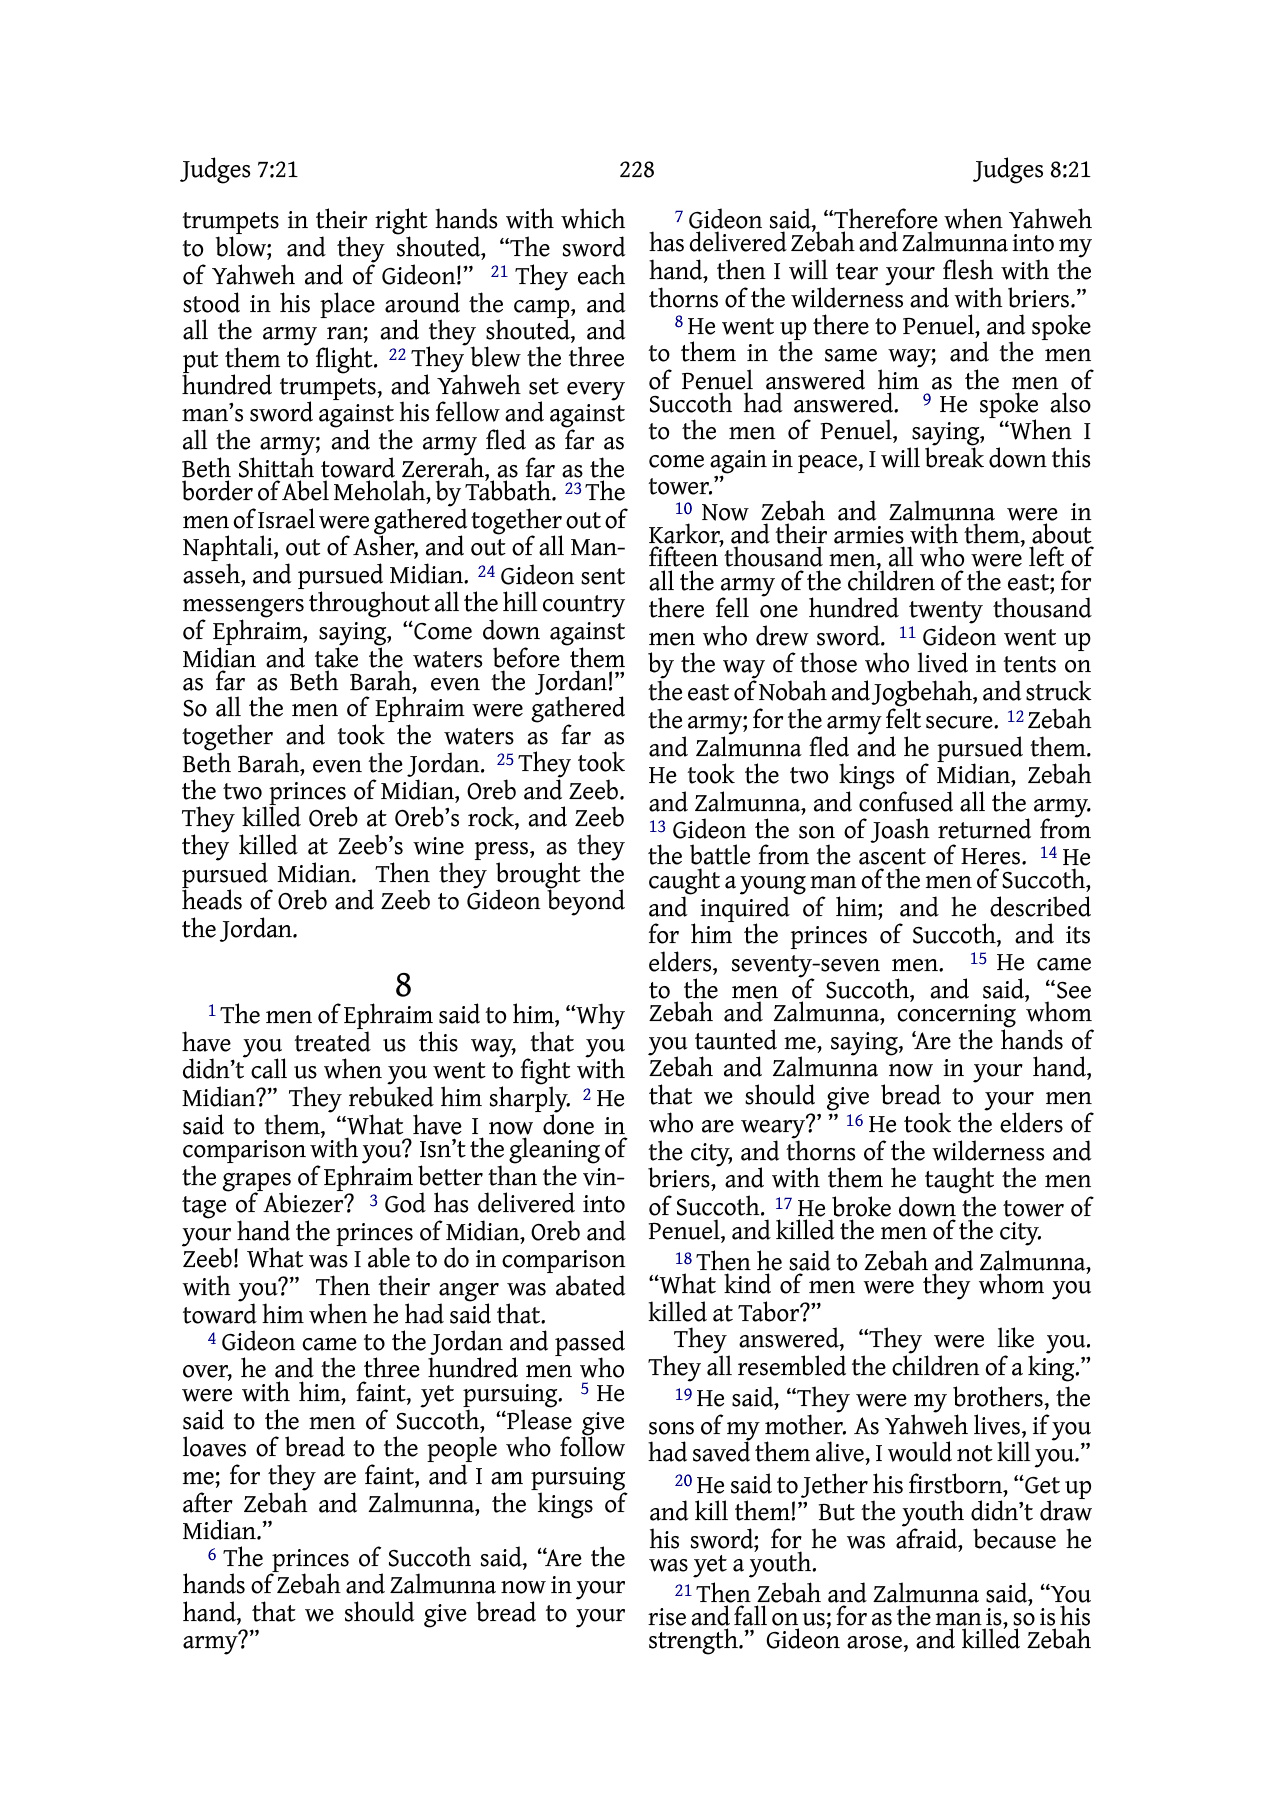 Judges 7:21
228
Judges 8:21
trumpets in their right hands with which
to blow; and they shouted, “The sword
of Yahweh and of Gideon!” 21 They each
stood in his place around the camp, and
all the army ran; and they shouted, and
put them to flight. 22 They blew the three
hundred trumpets, and Yahweh set every
man’s sword against his fellow and against
all the army; and the army fled as far as
Beth Shittah toward Zererah, as far as the
border of Abel Meholah, by Tabbath. 23 The
men of Israel were gathered together out of
Naphtali, out of Asher, and out of all Man-
asseh, and pursued Midian. 24 Gideon sent
messengers throughout all the hill country
of Ephraim, saying, “Come down against
Midian and take the waters before them
as far as Beth Barah, even the Jordan!”
So all the men of Ephraim were gathered
together and took the waters as far as
Beth Barah, even the Jordan. 25 They took
the two princes of Midian, Oreb and Zeeb.
They killed Oreb at Oreb’s rock, and Zeeb
they killed at Zeeb’s wine press, as they
pursued Midian. Then they brought the
heads of Oreb and Zeeb to Gideon beyond
the Jordan.
8
1 The men of Ephraim said to him, “Why
have you treated us this way, that you
didn’t call us when you went to fight with
Midian?” They rebuked him sharply. 2 He
said to them, “What have I now done in
comparison with you? Isn’t the gleaning of
the grapes of Ephraim better than the vin-
tage of Abiezer? 3 God has delivered into
your hand the princes of Midian, Oreb and
Zeeb! What was I able to do in comparison
with you?” Then their anger was abated
toward him when he had said that.
4 Gideon came to the Jordan and passed
over, he and the three hundred men who
were with him, faint, yet pursuing. 5 He
said to the men of Succoth, “Please give
loaves of bread to the people who follow
me; for they are faint, and I am pursuing
after Zebah and Zalmunna, the kings of
Midian.”
6 The princes of Succoth said, “Are the
hands of Zebah and Zalmunna now in your
hand, that we should give bread to your
army?”
7 Gideon said, “Therefore when Yahweh
has delivered Zebah and Zalmunna into my
hand, then I will tear your flesh with the
thorns of the wilderness and with briers.”
8 He went up there to Penuel, and spoke
to them in the same way; and the men
of Penuel answered him as the men of
Succoth had answered. 9 He spoke also
to the men of Penuel, saying, “When I
come again in peace, I will break down this
tower.”
10 Now Zebah and Zalmunna were in
Karkor, and their armies with them, about
fifteen thousand men, all who were left of
all the army of the children of the east; for
there fell one hundred twenty thousand
men who drew sword. 11 Gideon went up
by the way of those who lived in tents on
the east of Nobah and Jogbehah, and struck
the army; for the army felt secure. 12 Zebah
and Zalmunna fled and he pursued them.
He took the two kings of Midian, Zebah
and Zalmunna, and confused all the army.
13 Gideon the son of Joash returned from
the battle from the ascent of Heres. 14 He
caught a young man of the men of Succoth,
and inquired of him; and he described
for him the princes of Succoth, and its
elders, seventy-seven men. 15 He came
to the men of Succoth, and said, “See
Zebah and Zalmunna, concerning whom
you taunted me, saying, ‘Are the hands of
Zebah and Zalmunna now in your hand,
that we should give bread to your men
who are weary?’ ” 16 He took the elders of
the city, and thorns of the wilderness and
briers, and with them he taught the men
of Succoth. 17 He broke down the tower of
Penuel, and killed the men of the city.
18 Then he said to Zebah and Zalmunna,
“What kind of men were they whom you
killed at Tabor?”
They answered, “They were like you.
They all resembled the children of a king.”
19 He said, “They were my brothers, the
sons of my mother. As Yahweh lives, if you
had saved them alive, I would not kill you.”
20 He said to Jether his firstborn, “Get up
and kill them!” But the youth didn’t draw
his sword; for he was afraid, because he
was yet a youth.
21 Then Zebah and Zalmunna said, “You
rise and fall on us; for as the man is, so is his
strength.” Gideon arose, and killed Zebah